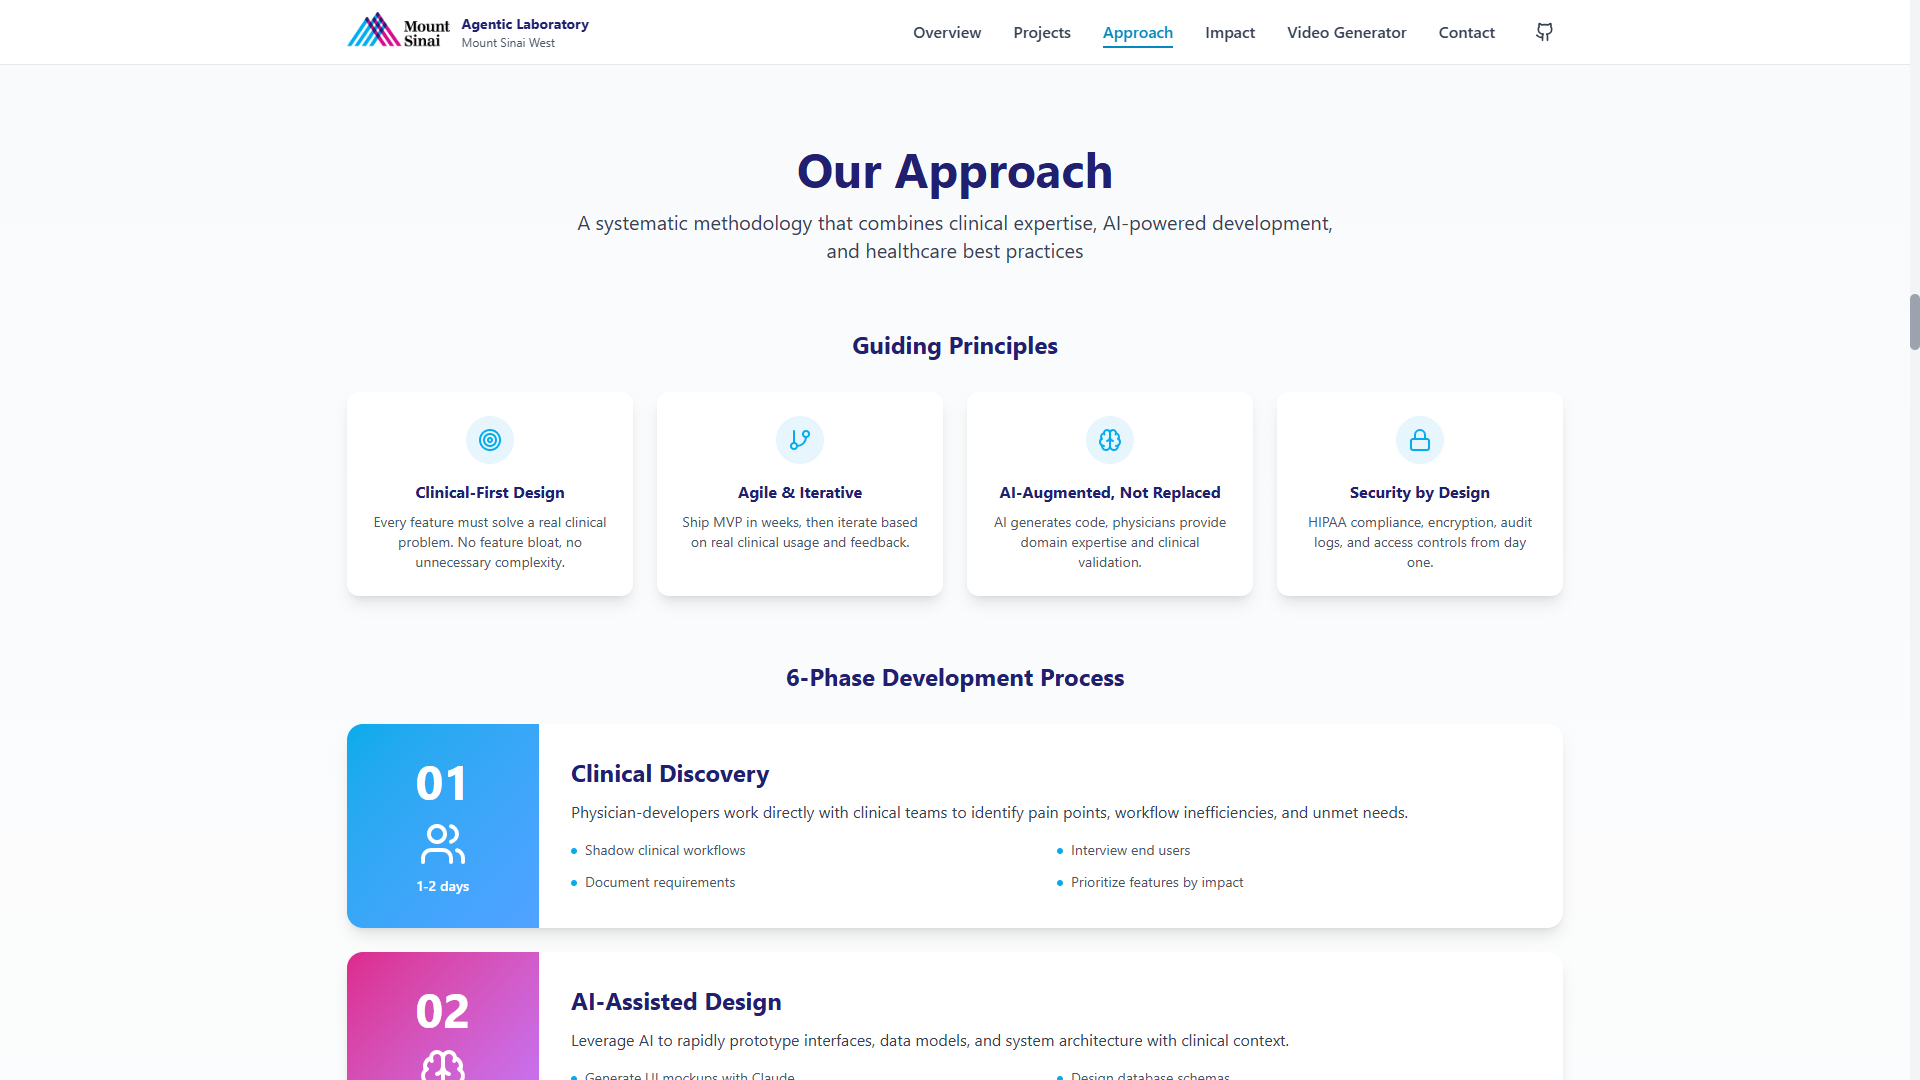 Mount
Sinai
Agentic Laboratory
Mount Sinai West
Overview
Projects
Approach
Impact
Video Generator
Contact
Our Approach
A systematic methodology that combines clinical expertise, AI-powered development,
and healthcare best practices
Guiding Principles
Clinical-First Design
Every feature must solve a real clinical
problem. No feature bloat, no
unnecessary complexity.
Agile & Iterative
Ship MVP in weeks, then iterate based
on real clinical usage and feedback.
AI-Augmented, Not Replaced
AI generates code, physicians provide
domain expertise and clinical
validation.
Security by Design
HIPAA compliance, encryption, audit
logs, and access controls from day
one.
6-Phase Development Process
01
1-2 days
Clinical Discovery
Physician-developers work directly with clinical teams to identify pain points, workflow inefficiencies, and unmet needs.
Shadow clinical workflows
Interview end users
Document requirements
Prioritize features by impact
02
AI-Assisted Design
Leverage AI to rapidly prototype interfaces, data models, and system architecture with clinical context.
Generate UI mockups with Claude
Design database schemas